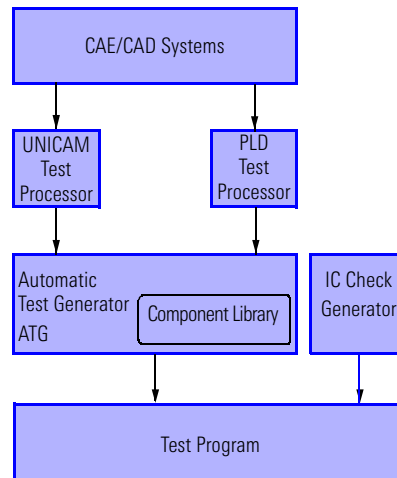 CAE/CAD Systems
UNICAM
Test
Processor
PLD
Test
Processor
Automatic
Test Generator
ATG
Component Library
IC Check
Generator
Test Program